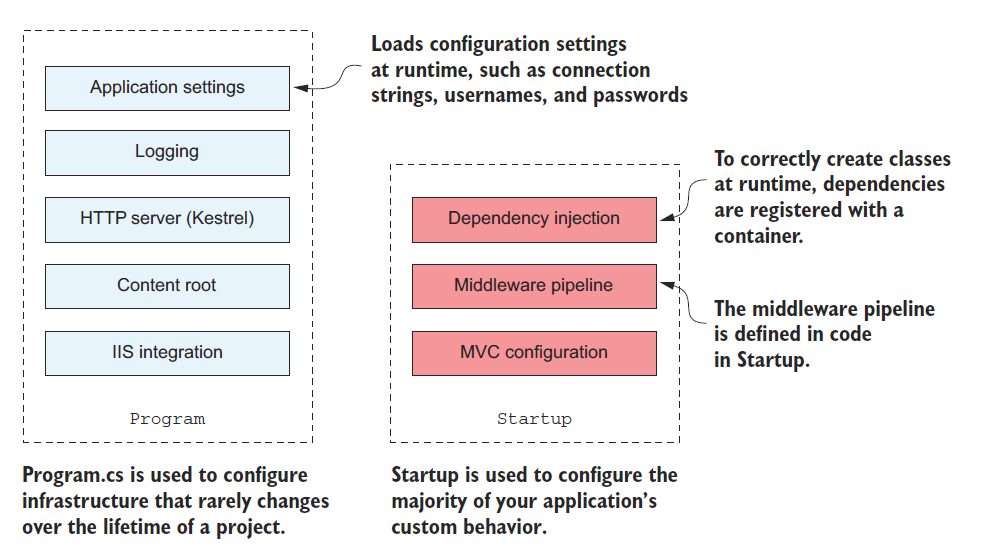 Loads configuration settings
at runtime, such as connection
strings, usernames, and passwords
Application settings
Logging
HTTP server (Kestrel)
Content root
IIS integration
Program
Program.cs is used to configure
infrastructure that rarely changes
over the lifetime of a project.
To correctly create classes
at runtime, dependencies
are registered with a
container.
Dependency injection
Middleware pipeline
MVC configuration
Startup
The middleware pipeline
is defined in code
in Startup.
Startup is used to configure the
majority of your application’s
custom behavior.